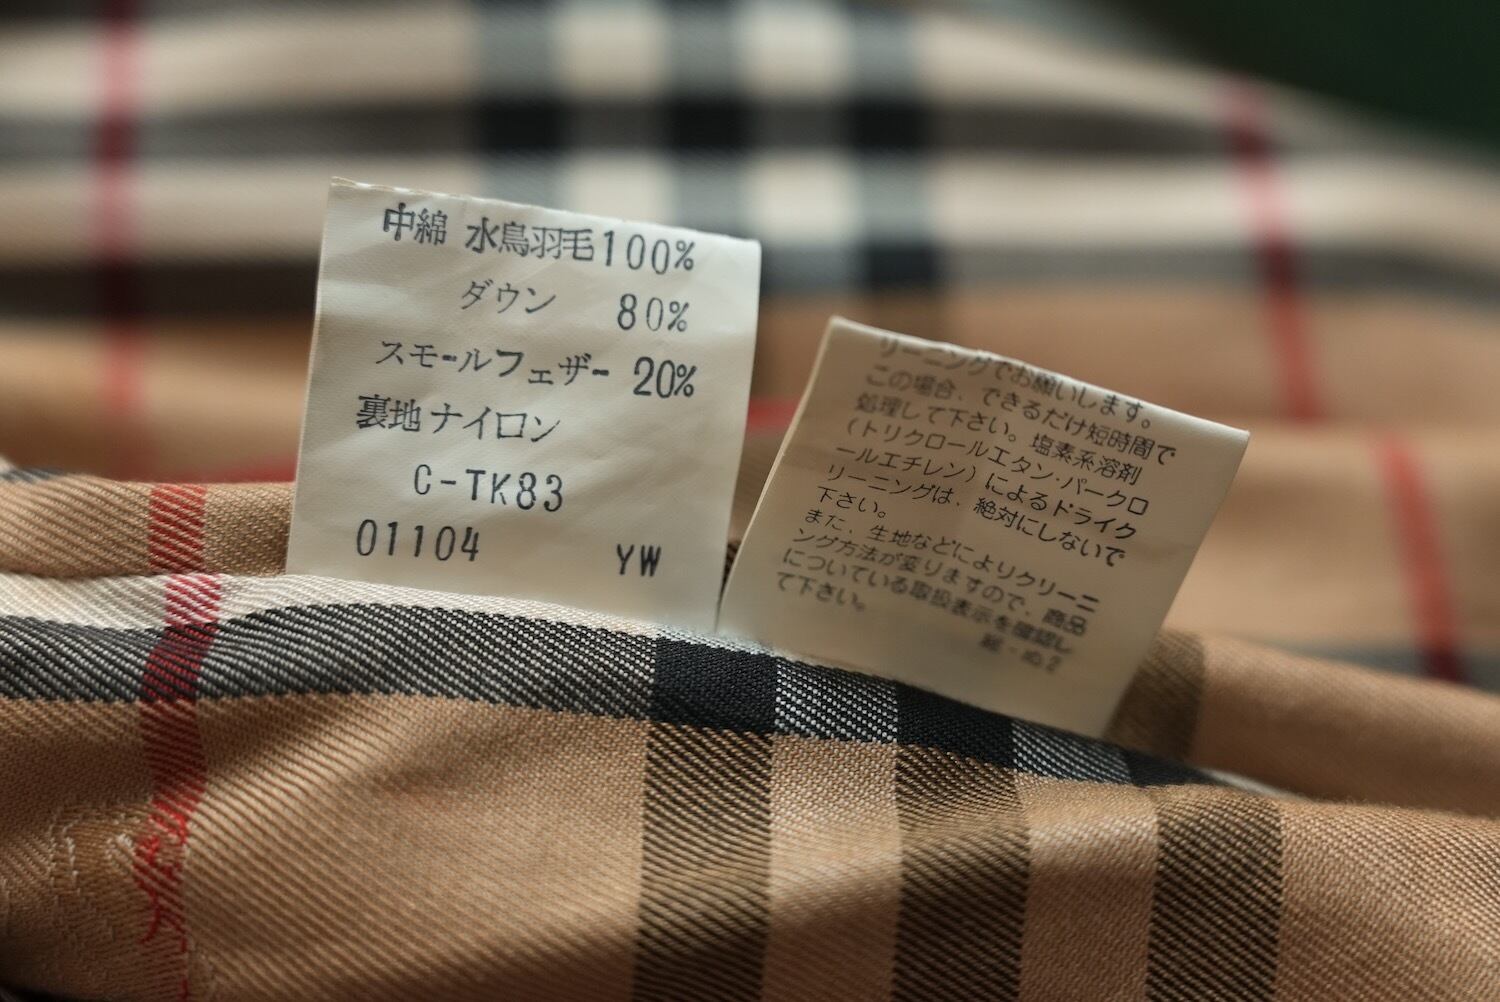 中綿 水鳥羽毛100%
ダウン 80%
スモールフェザー 20%
裏地 ナイロン
C-TK83
01104 YW
リーニングでお願いします。
この場合、できるだけ短時間で
処理して下さい。塩素系溶剤
(トリクロールエタン・パークロ
ールエチレン)によるドライク
リーニングは、絶対にしないで
下さい。
また、生地などによりクリーニ
ング方法が変りますので、商品
についている取扱表示を確認し
て下さい。